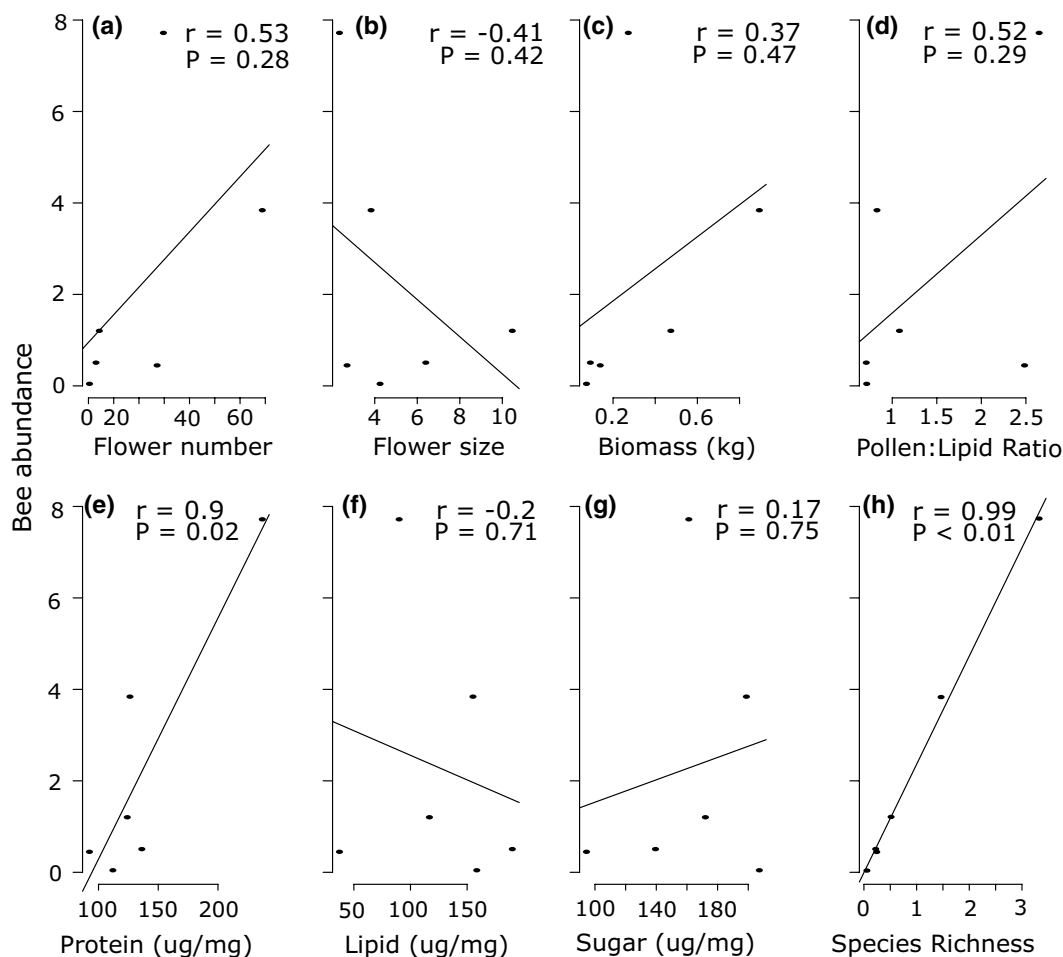 Bee abundance
(a) r = 0.53
P = 0.28
(b) r = -0.41
P = 0.42
(c) r = 0.37
P = 0.47
(d) r = 0.52
P = 0.29
8
6
4
2
0
0 20 40 60
Flower number
4 6 8 10
Flower size
0.2 0.6
Biomass (kg)
1 1.5 2 2.5
Pollen:Lipid Ratio
(e) r = 0.9
P = 0.02
(f) r = -0.2
P = 0.71
(g) r = 0.17
P = 0.75
(h) r = 0.99
P < 0.01
8
6
4
2
0
100 200
Protein (ug/mg)
50 100 150
Lipid (ug/mg)
100 140 200
Sugar (ug/mg)
0 1 2 3
Species Richness